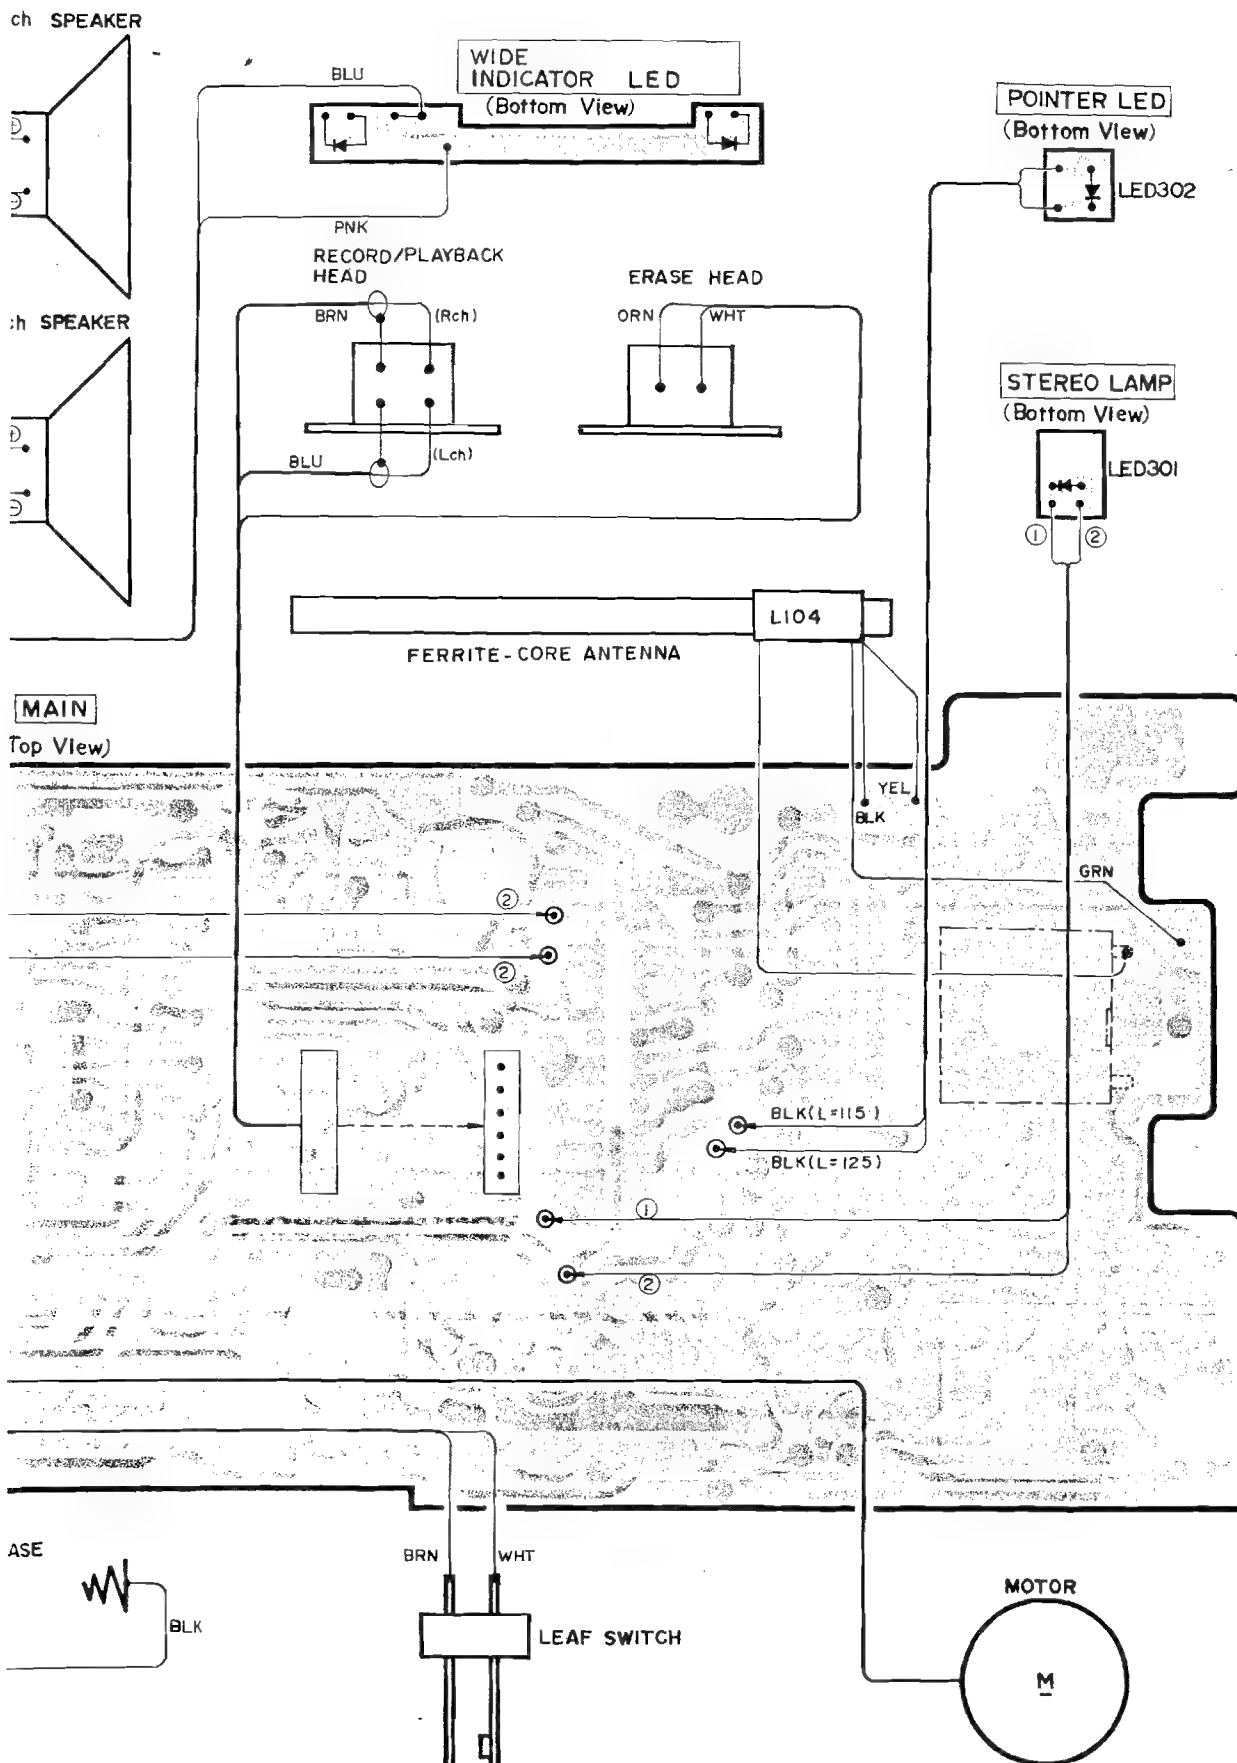 ch SPEAKER
WIDE
INDICATOR LED
(Bottom View)
BLU
PNK
POINTER LED
(Bottom View)
LED302
RECORD/PLAYBACK
HEAD
BRN
(Rch)
BLU
(Lch)
ERASE HEAD
ORN
WHT
ch SPEAKER
STEREO LAMP
(Bottom View)
LED301
① ②
L104
FERRITE-CORE ANTENNA
MAIN
Top View)
YEL
BLK
GRN
②
②
BLK(L=115)
BLK(L=125)
①
②
ASE
BLK
BRN
WHT
LEAF SWITCH
MOTOR
M